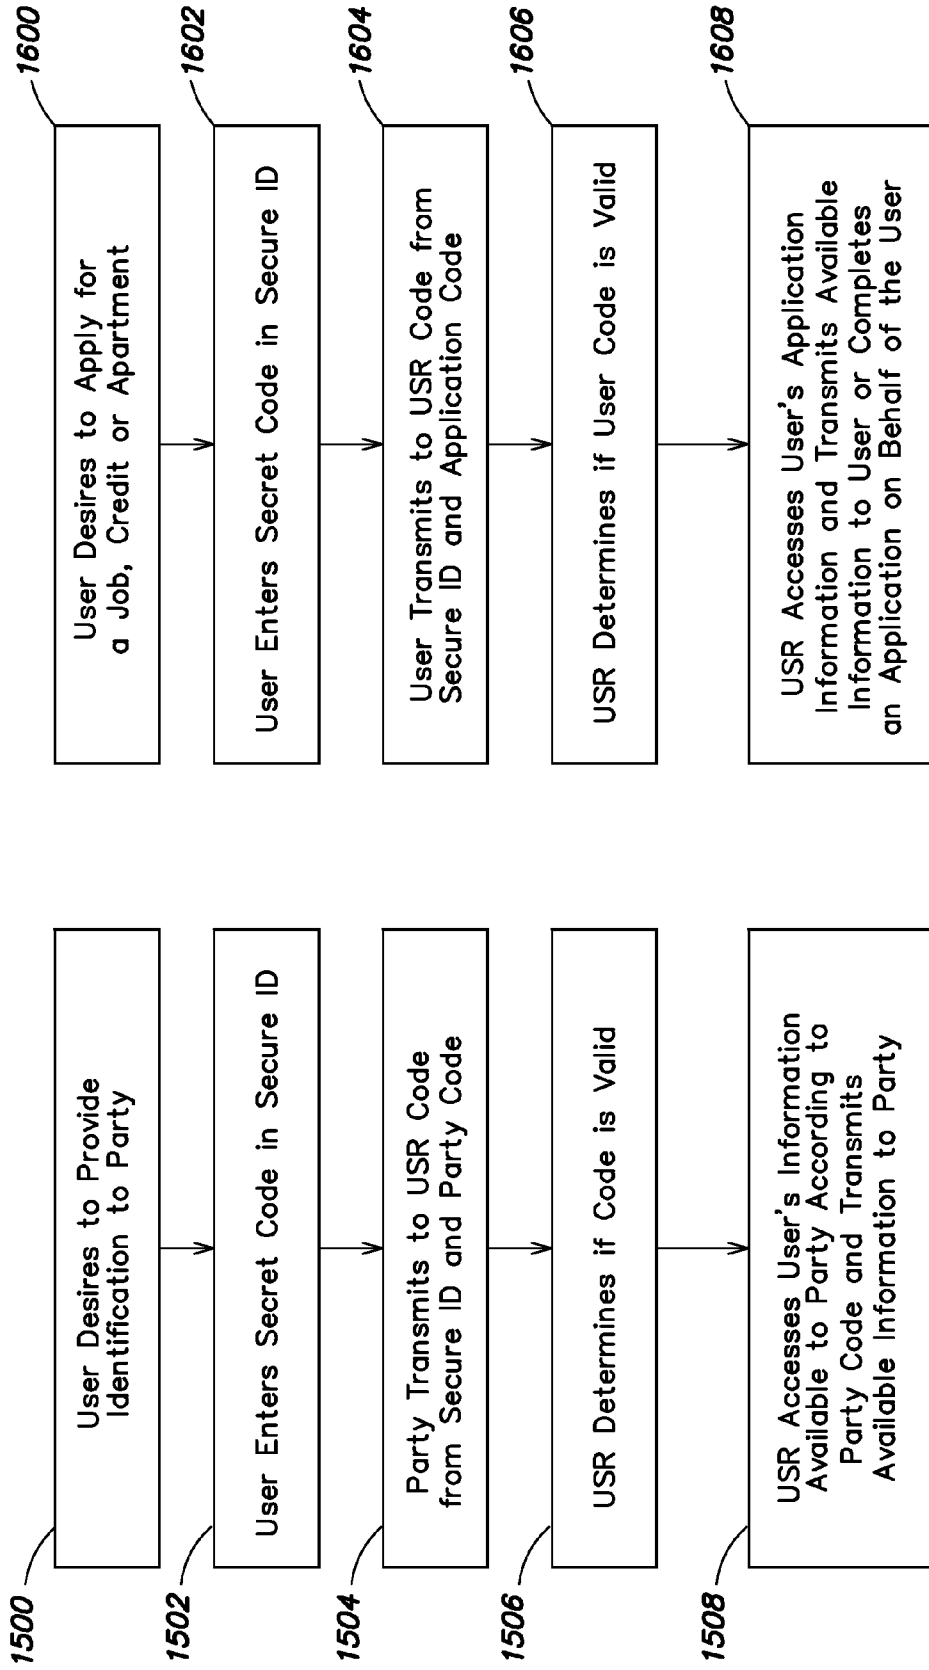 1500
User Desires to Provide
Identification to Party
1502
User Enters Secret Code in Secure ID
1504
Party Transmits to USR Code
from Secure ID and Party Code
1506
USR Determines if Code is Valid
1508
USR Accesses User's Information
Available to Party According to
Party Code and Transmits
Available Information to Party
1600
User Desires to Apply for
a Job, Credit or Apartment
1602
User Enters Secret Code in Secure ID
1604
User Transmits to USR Code from
Secure ID and Application Code
1606
USR Determines if User Code is Valid
1608
USR Accesses User's Application
Information and Transmits Available
Information to User or Completes
an Application on Behalf of the User